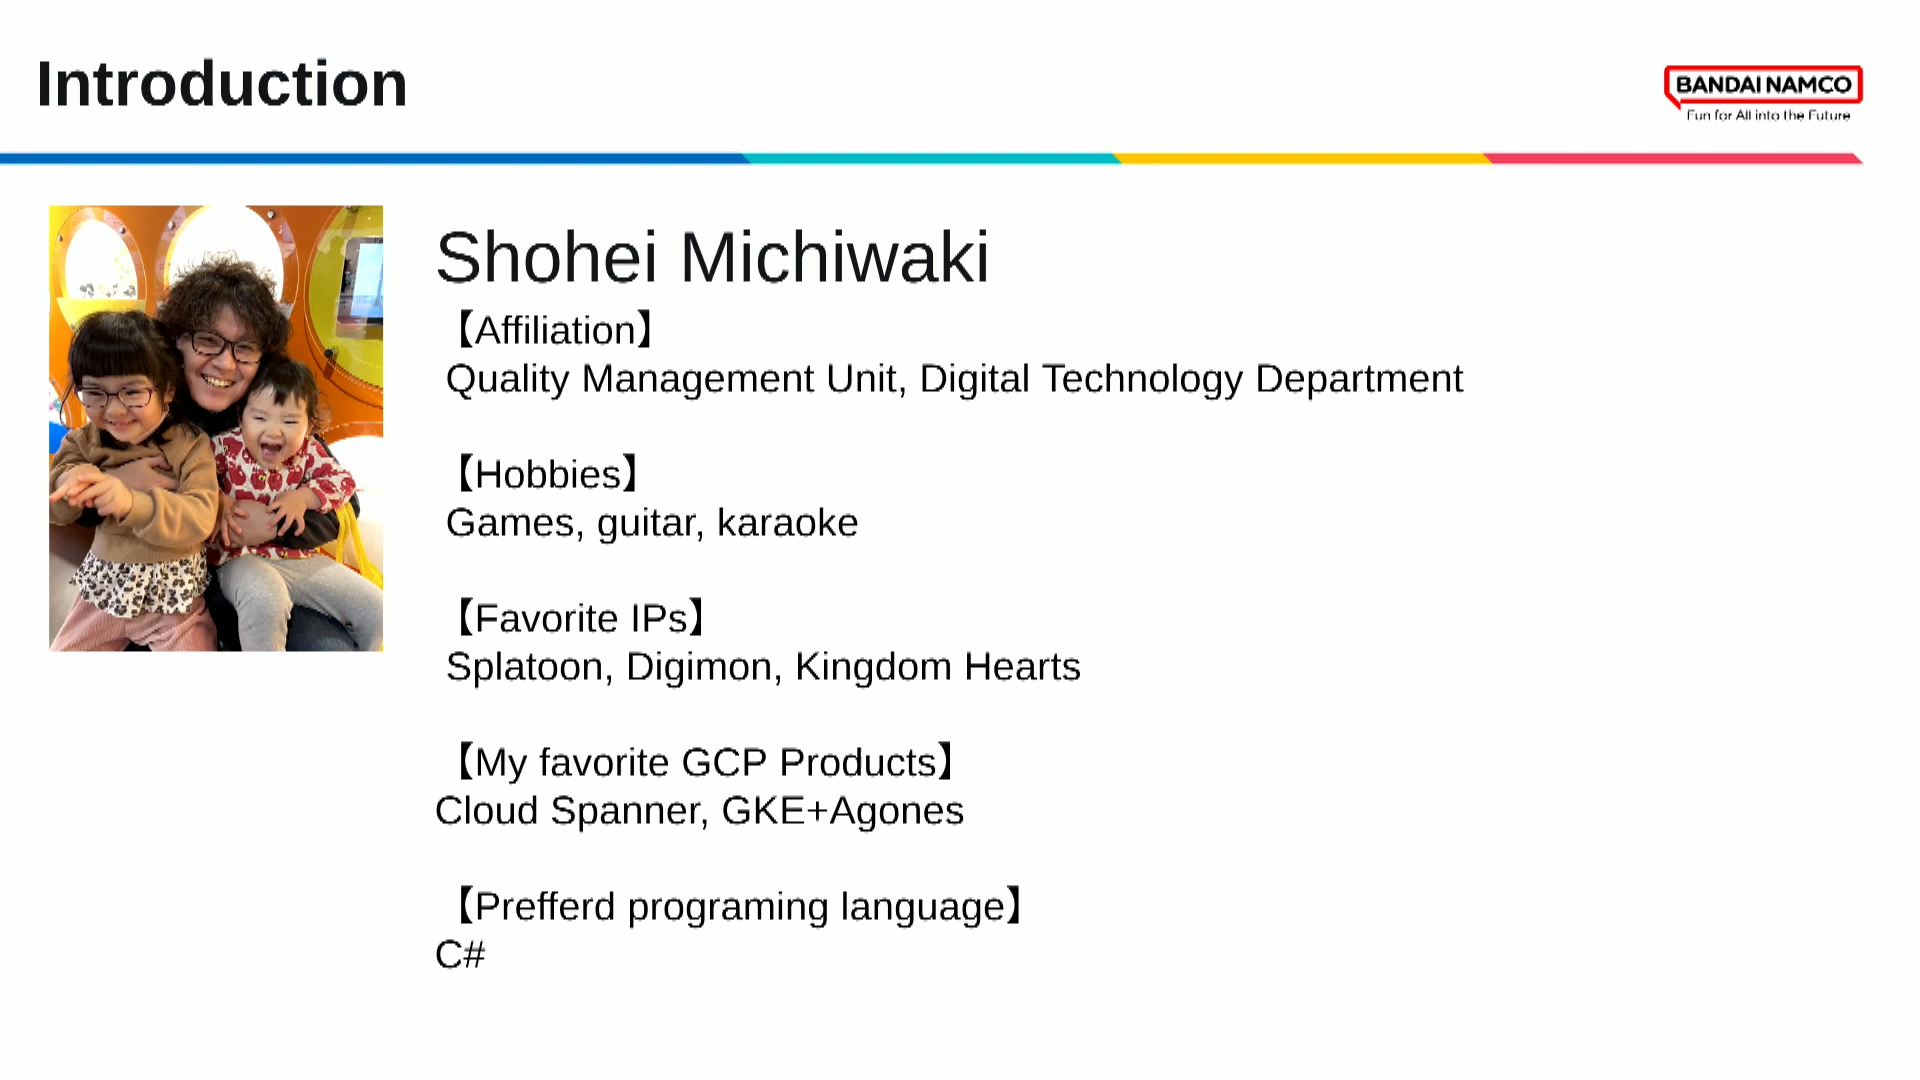 Introduction
BANDAI NAMCO
Fun for All into the Future
Shohei Michiwaki
【Affiliation】
Quality Management Unit, Digital Technology Department
【Hobbies】
Games, guitar, karaoke
【Favorite IPs】
Splatoon, Digimon, Kingdom Hearts
【My favorite GCP Products】
Cloud Spanner, GKE+Agones
【Prefferd programing language】
C#